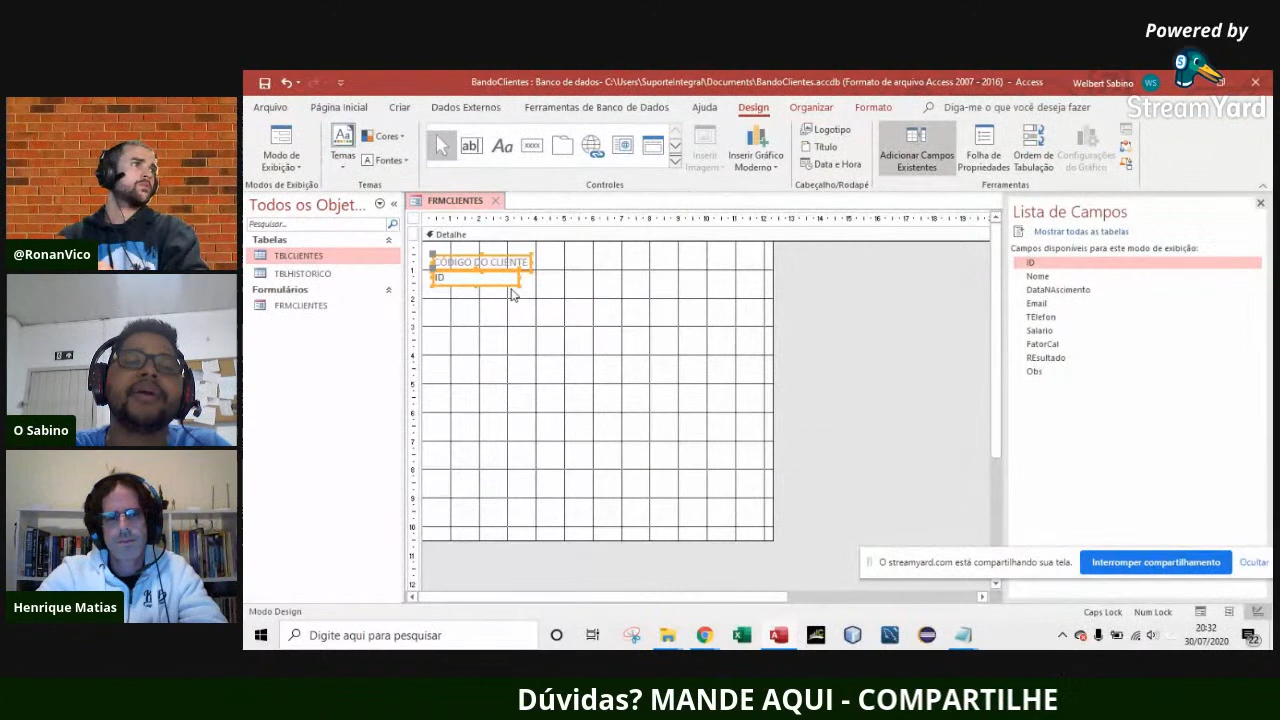 Powered by
StreamYard
BandoClientes : Banco de dados- C:\Users\SuporteIntegral\Documents\BandoClientes.accdb (Formato de arquivo Access 2007 - 2016) - Access
Welbert Sabino
WS
Arquivo Página Inicial Criar Dados Externos Ferramentas de Banco de Dados Ajuda Design Organizar Formato Diga-me o que você deseja fazer
Modo de Exibição
Modos de Exibição
Temas
Cores
Fontes
Temas
Controles
Inserir Imagem
Inserir Gráfico Moderno
Logotipo
Título
Data e Hora
Cabeçalho/Rodapé
Adicionar Campos Existentes
Folha de Propriedades
Ordem de Tabulação
Configurações do Gráfico
Ferramentas
Todos os Objet...
Pesquisar...
Tabelas
TBLCLIENTES
TBLHISTORICO
Formulários
FRMCLIENTES
FRMCLIENTES
Detalhe
CÓDIGO DO CLIENTE
ID
Lista de Campos
Mostrar todas as tabelas
Campos disponíveis para este modo de exibição:
ID
Nome
DataNAscimento
Email
TElefon
Salario
FatorCal
REsultado
Obs
O streamyard.com está compartilhando sua tela.
Interromper compartilhamento
Ocultar
Modo Design
Caps Lock Num Lock
Digite aqui para pesquisar
20:32
30/07/2020
22
@RonanVico
O Sabino
Henrique Matias
Dúvidas? MANDE AQUI - COMPARTILHE